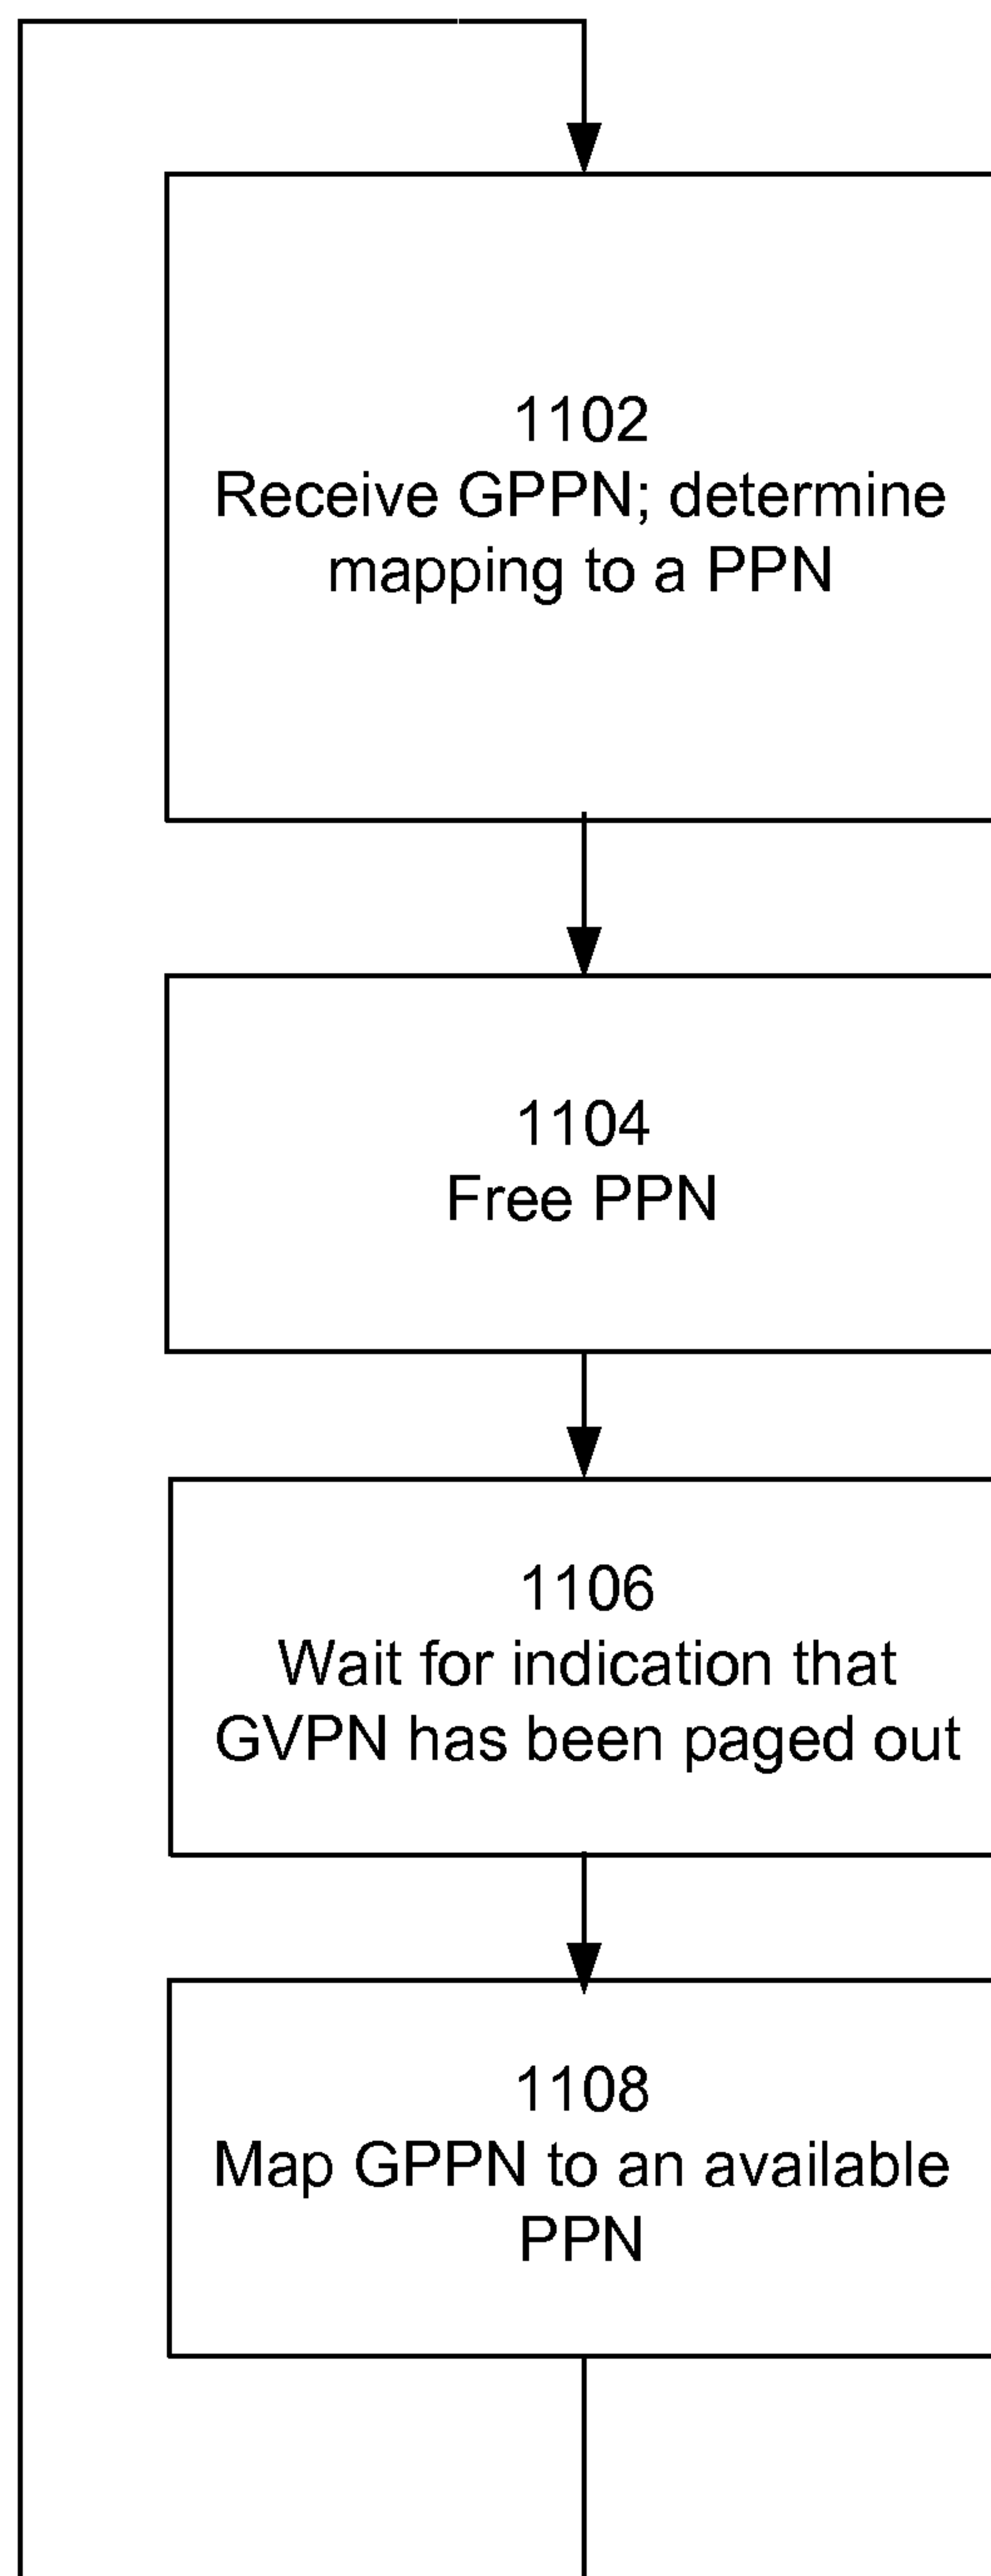 1102
Receive GPPN; determine
mapping to a PPN
1104
Free PPN
1106
Wait for indication that
GVPN has been paged out
1108
Map GPPN to an available
PPN